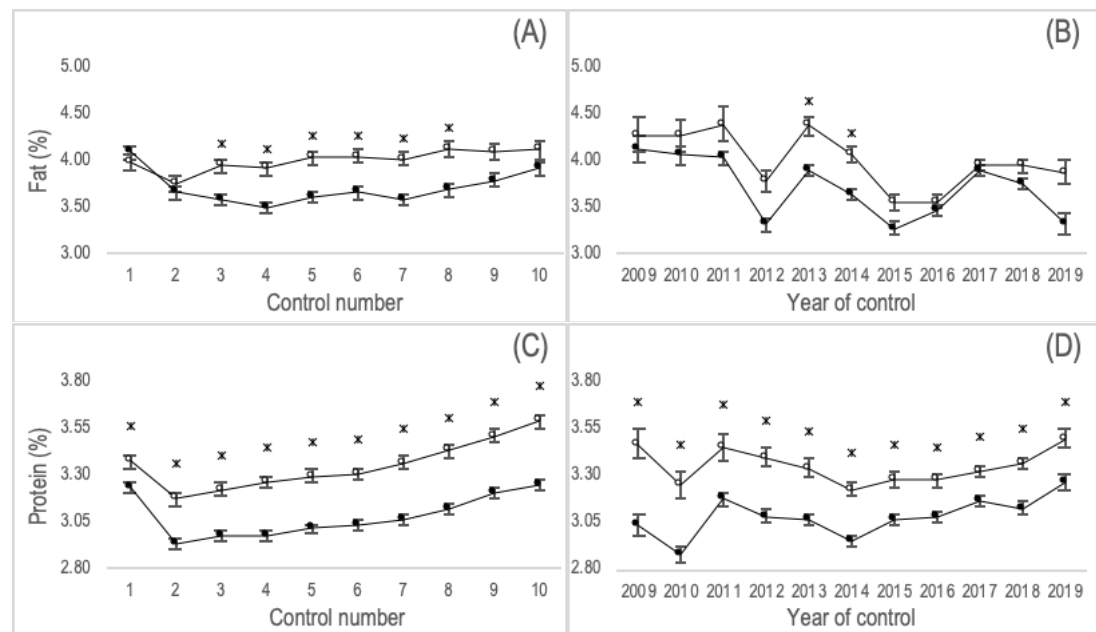 (A)
5.00
4.50
4.00
3.50
3.00
Fat (%)
1 2 3 4 5 6 7 8 9 10
Control number
(B)
5.00
4.50
4.00
3.50
3.00
2009 2010 2011 2012 2013 2014 2015 2016 2017 2018 2019
Year of control
(C)
3.80
3.55
3.30
3.05
2.80
Protein (%)
1 2 3 4 5 6 7 8 9 10
Control number
(D)
3.80
3.55
3.30
3.05
2.80
2009 2010 2011 2012 2013 2014 2015 2016 2017 2018 2019
Year of control